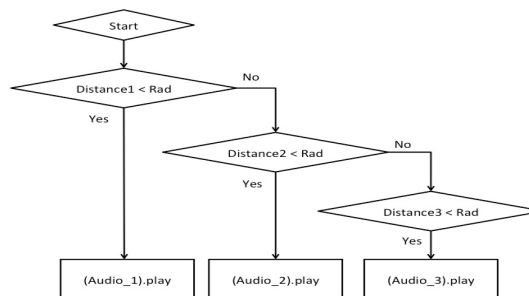 Start
Distance1 < Rad
No
Yes
Distance2 < Rad
No
Yes
Distance3 < Rad
Yes
(Audio_1).play
(Audio_2).play
(Audio_3).play